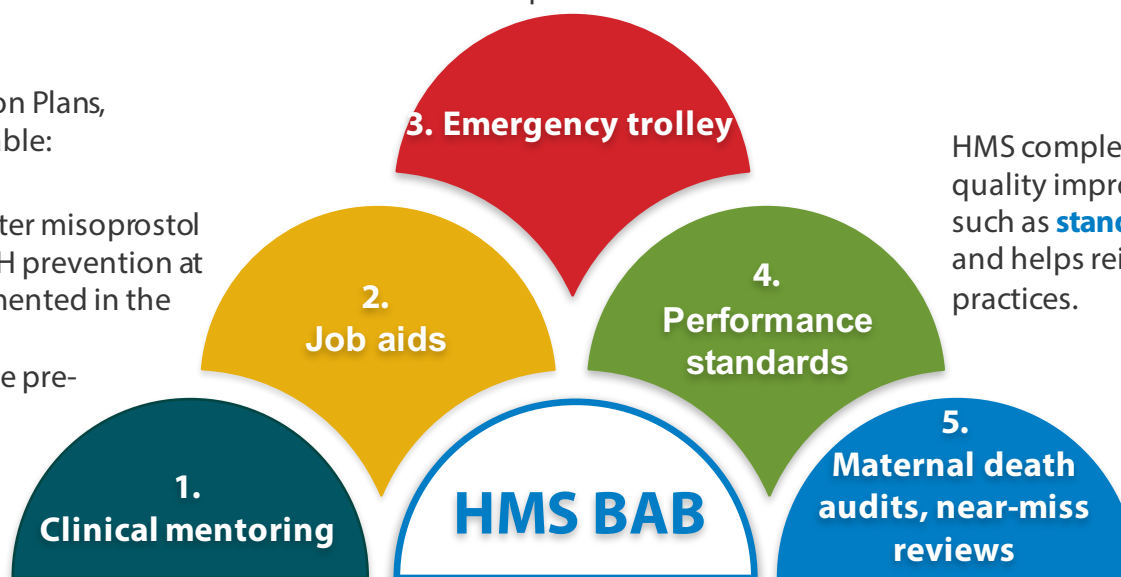 on Plans,
able:
ter misoprostol
H prevention at
nented in the
e pre-
3. Emergency trolley
2.
Job aids
4.
Performance
standards
HMS comple
quality impr
such as stand
and helps rei
practices.
1.
Clinical mentoring
HMS BAB
5.
Maternal death
audits, near-miss
reviews